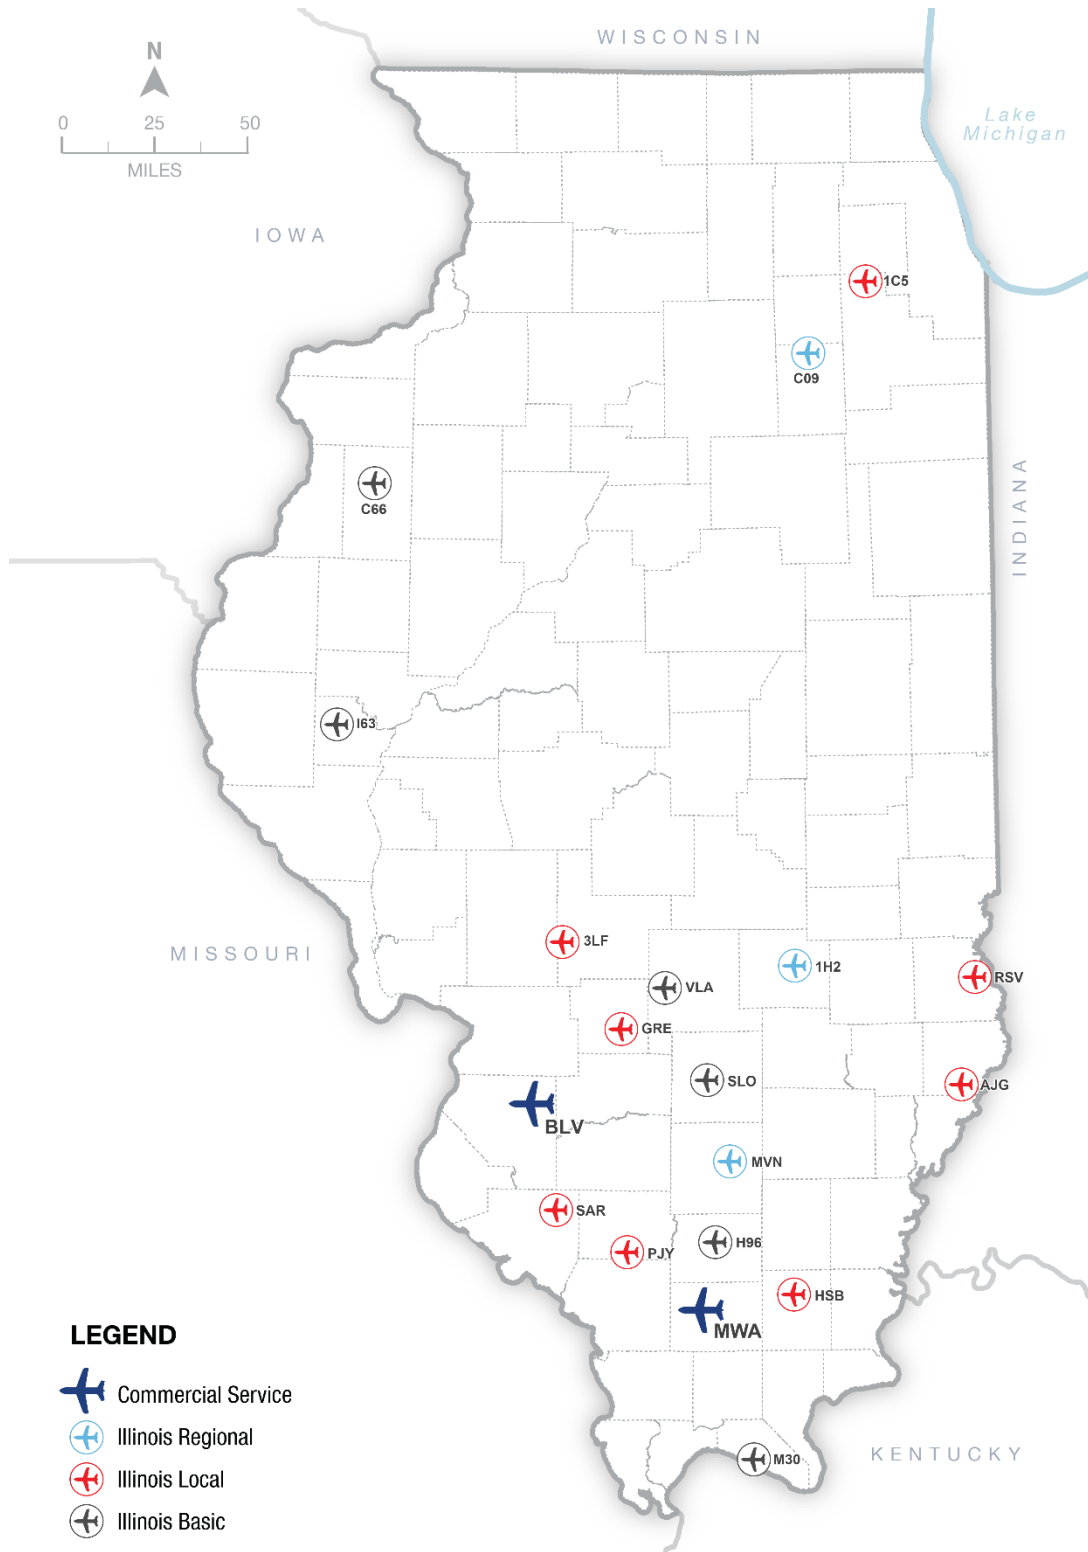 WISCONSIN
N
0 25 50
MILES
Lake
Michigan
IOWA
1C5
C09
INDIANA
C66
I63
MISSOURI
3LF
1H2
RSV
VLA
GRE
SLO
AJG
BLV
MVN
SAR
H96
PJY
HSB
MWA
LEGEND
Commercial Service
Illinois Regional
Illinois Local
Illinois Basic
KENTUCKY
M30